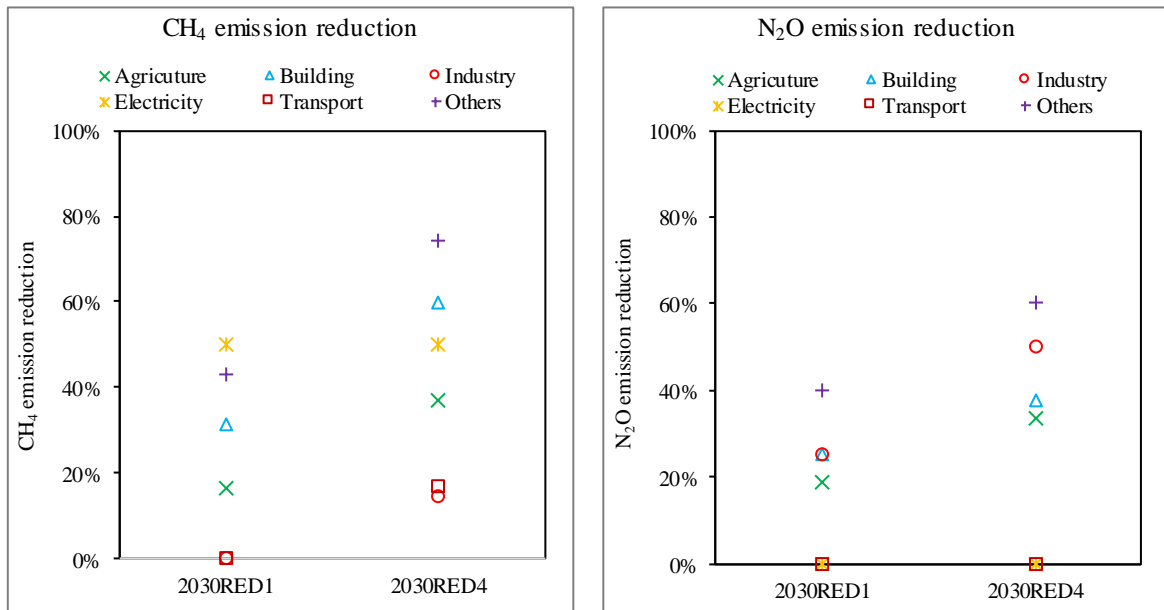 CH₄ emission reduction
Agricuture Building Industry
Electricity Transport Others
100%
80%
60%
40%
20%
0%
CH₄ emission reduction
2030RED1 2030RED4
N₂O emission reduction
Agricuture Building Industry
Electricity Transport Others
100%
80%
60%
40%
20%
0%
N₂O emission reduction
2030RED1 2030RED4